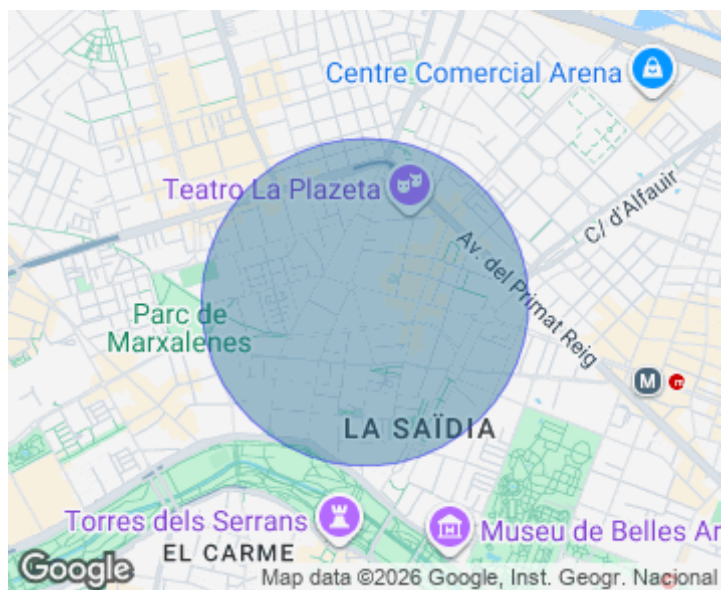 Centre Comercial Arena
Teatro La Plazeta
C/ d'Alfauir
Av. del Primat Reig
Parc de
Marxalenes
M
LA SAÏDIA
Torres dels Serrans
Museu de Belles Ar
EL CARME
Google
Map data ©2026 Google, Inst. Geogr. Nacional